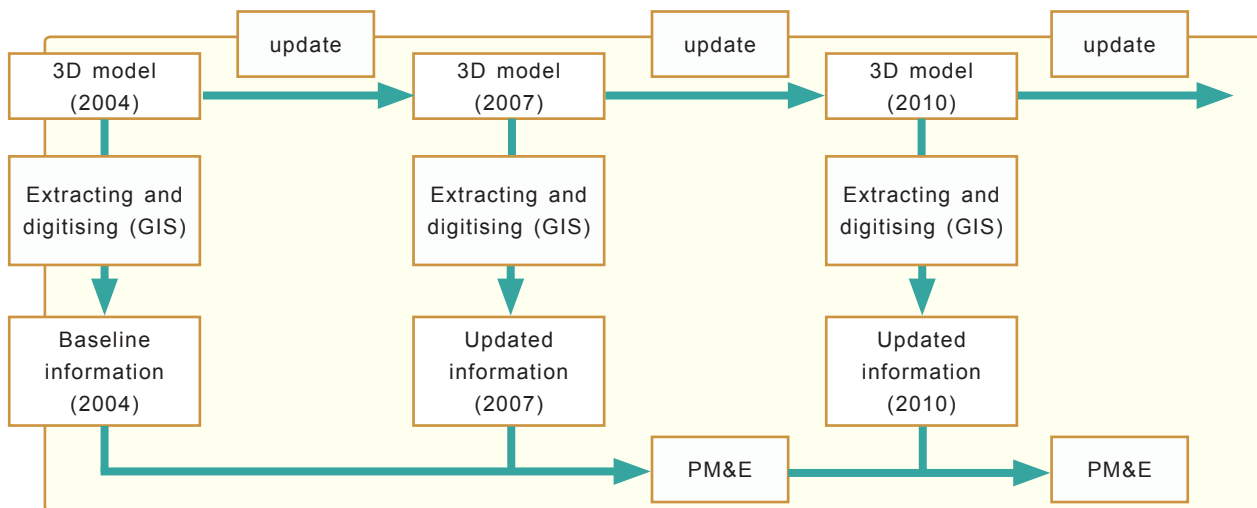 update
update
update
3D model
(2004)
3D model
(2007)
3D model
(2010)
Extracting and
digitising (GIS)
Extracting and
digitising (GIS)
Extracting and
digitising (GIS)
Baseline
information
(2004)
Updated
information
(2007)
Updated
information
(2010)
PM&E
PM&E